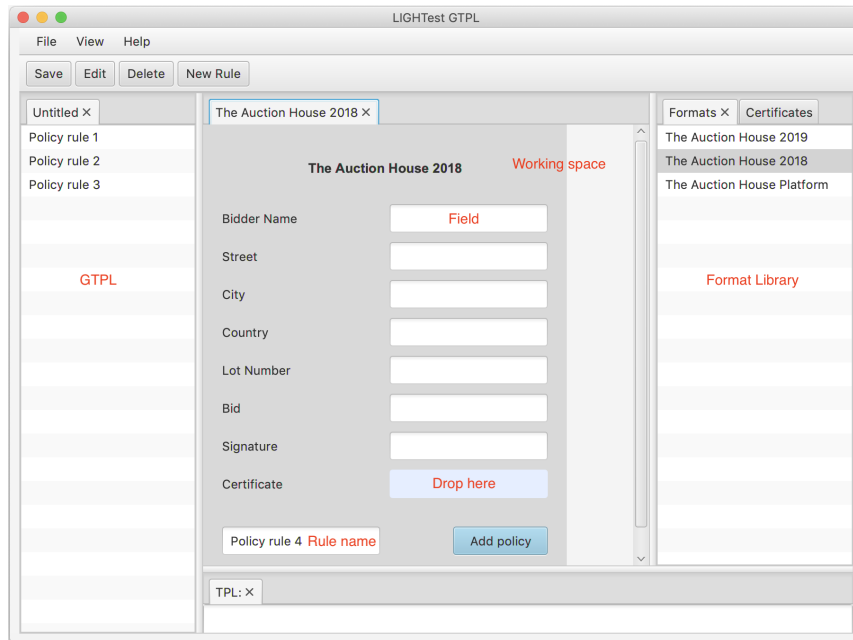 LIGHTest GTPL
File View Help
Save Edit Delete New Rule
Untitled ×
Policy rule 1
Policy rule 2
Policy rule 3
GTPL
The Auction House 2018 ×
The Auction House 2018
Working space
Bidder Name Field
Street
City
Country
Lot Number
Bid
Signature
Certificate Drop here
Policy rule 4 Rule name Add policy
Formats × Certificates
The Auction House 2019
The Auction House 2018
The Auction House Platform
Format Library
TPL: ×